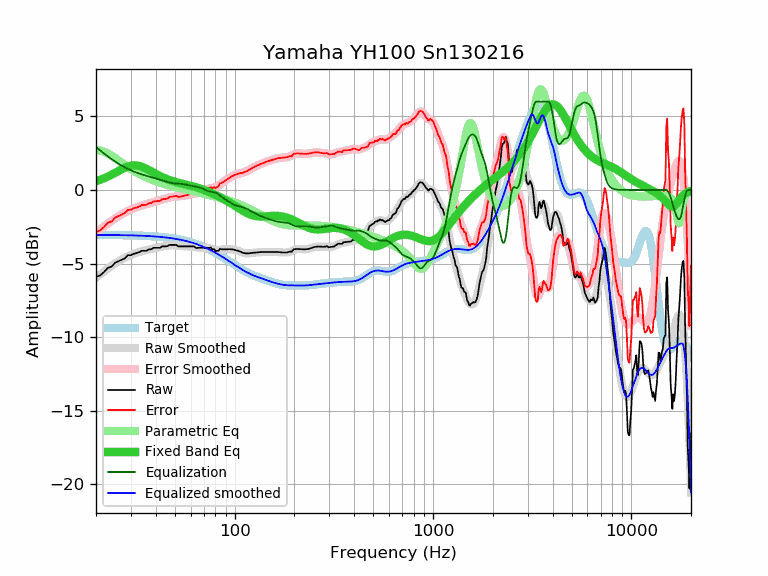 Yamaha YH100 Sn130216
Amplitude (dBr)
5
0
−5
−10
−15
−20
Target
Raw Smoothed
Error Smoothed
Raw
Error
Parametric Eq
Fixed Band Eq
Equalization
Equalized smoothed
100 1000 10000
Frequency (Hz)